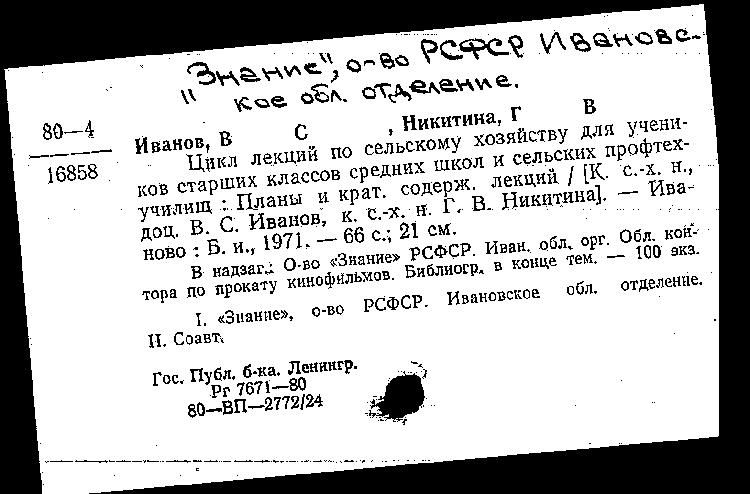 "Знание", о-во РСФСР Ивановс-
кое обл. отделение.
80—4
16858
Иванов, В С , Никитина, Г В
Цикл лекций по сельскому хозяйству для учени-
ков старших классов средних школ и сельских профтех-
училищ : Планы и крат. содерж. лекций / [К. с.-х. н.,
доц. В. С. Иванов, к. с.-х. н. Г. В. Никитина]. — Ива-
ново : Б. и., 1971. — 66 с.; 21 см.
В надзаг.: О-во «Знание» РСФСР. Иван. обл. орг. Обл. кон-
тора по прокату кинофильмов. Библиогр. в конце тем. — 100 экз.
I. «Знание», о-во РСФСР. Ивановское обл. отделение.
II. Соавт.
Гос. Публ. б-ка. Ленингр.
Рг 7671—80
80—ВП—2772/24